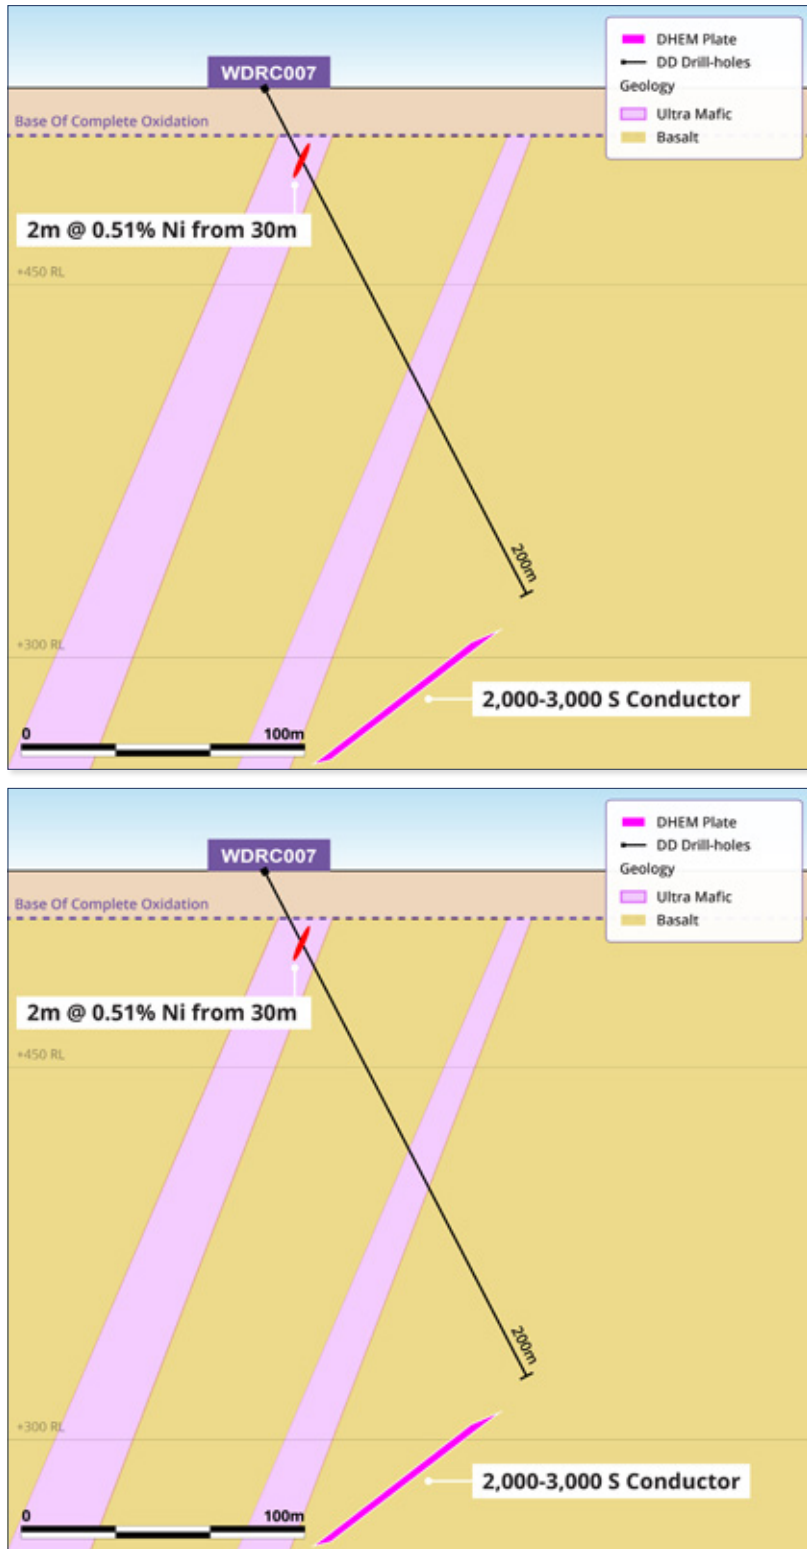 WDRC007
DHEM Plate
DD Drill-holes
Geology
Ultra Mafic
Basalt
Base Of Complete Oxidation
2m @ 0.51% Ni from 30m
+450 RL
200m
+300 RL
2,000-3,000 S Conductor
0 100m
WDRC007
DHEM Plate
DD Drill-holes
Geology
Ultra Mafic
Basalt
Base Of Complete Oxidation
2m @ 0.51% Ni from 30m
+450 RL
200m
+300 RL
2,000-3,000 S Conductor
0 100m